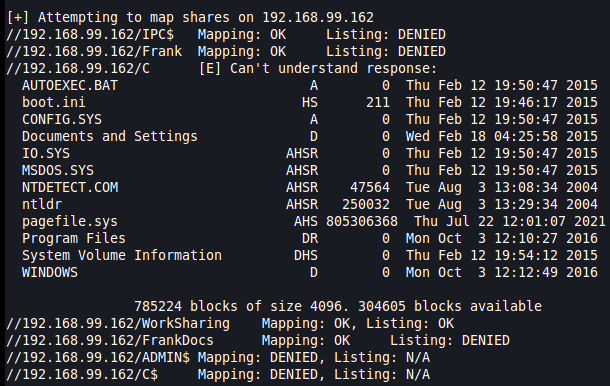 [+] Attempting to map shares on 192.168.99.162
//192.168.99.162/IPC$   Mapping: OK     Listing: DENIED
//192.168.99.162/Frank  Mapping: OK     Listing: DENIED
//192.168.99.162/C      [E] Can't understand response:
  AUTOEXEC.BAT                        A        0  Thu Feb 12 19:50:47 2015
  boot.ini                           HS      211  Thu Feb 12 19:46:17 2015
  CONFIG.SYS                          A        0  Thu Feb 12 19:50:47 2015
  Documents and Settings              D        0  Wed Feb 18 04:25:58 2015
  IO.SYS                           AHSR        0  Thu Feb 12 19:50:47 2015
  MSDOS.SYS                        AHSR        0  Thu Feb 12 19:50:47 2015
  NTDETECT.COM                     AHSR    47564  Tue Aug  3 13:08:34 2004
  ntldr                            AHSR   250032  Tue Aug  3 13:29:34 2004
  pagefile.sys                      AHS 805306368  Thu Jul 22 12:01:07 2021
  Program Files                      DR        0  Mon Oct  3 12:10:27 2016
  System Volume Information         DHS        0  Thu Feb 12 19:54:12 2015
  WINDOWS                             D        0  Mon Oct  3 12:12:49 2016
                785224 blocks of size 4096. 304605 blocks available
//192.168.99.162/WorkSharing    Mapping: OK, Listing: OK
//192.168.99.162/FrankDocs      Mapping: OK     Listing: DENIED
//192.168.99.162/ADMIN$ Mapping: DENIED, Listing: N/A
//192.168.99.162/C$     Mapping: DENIED, Listing: N/A